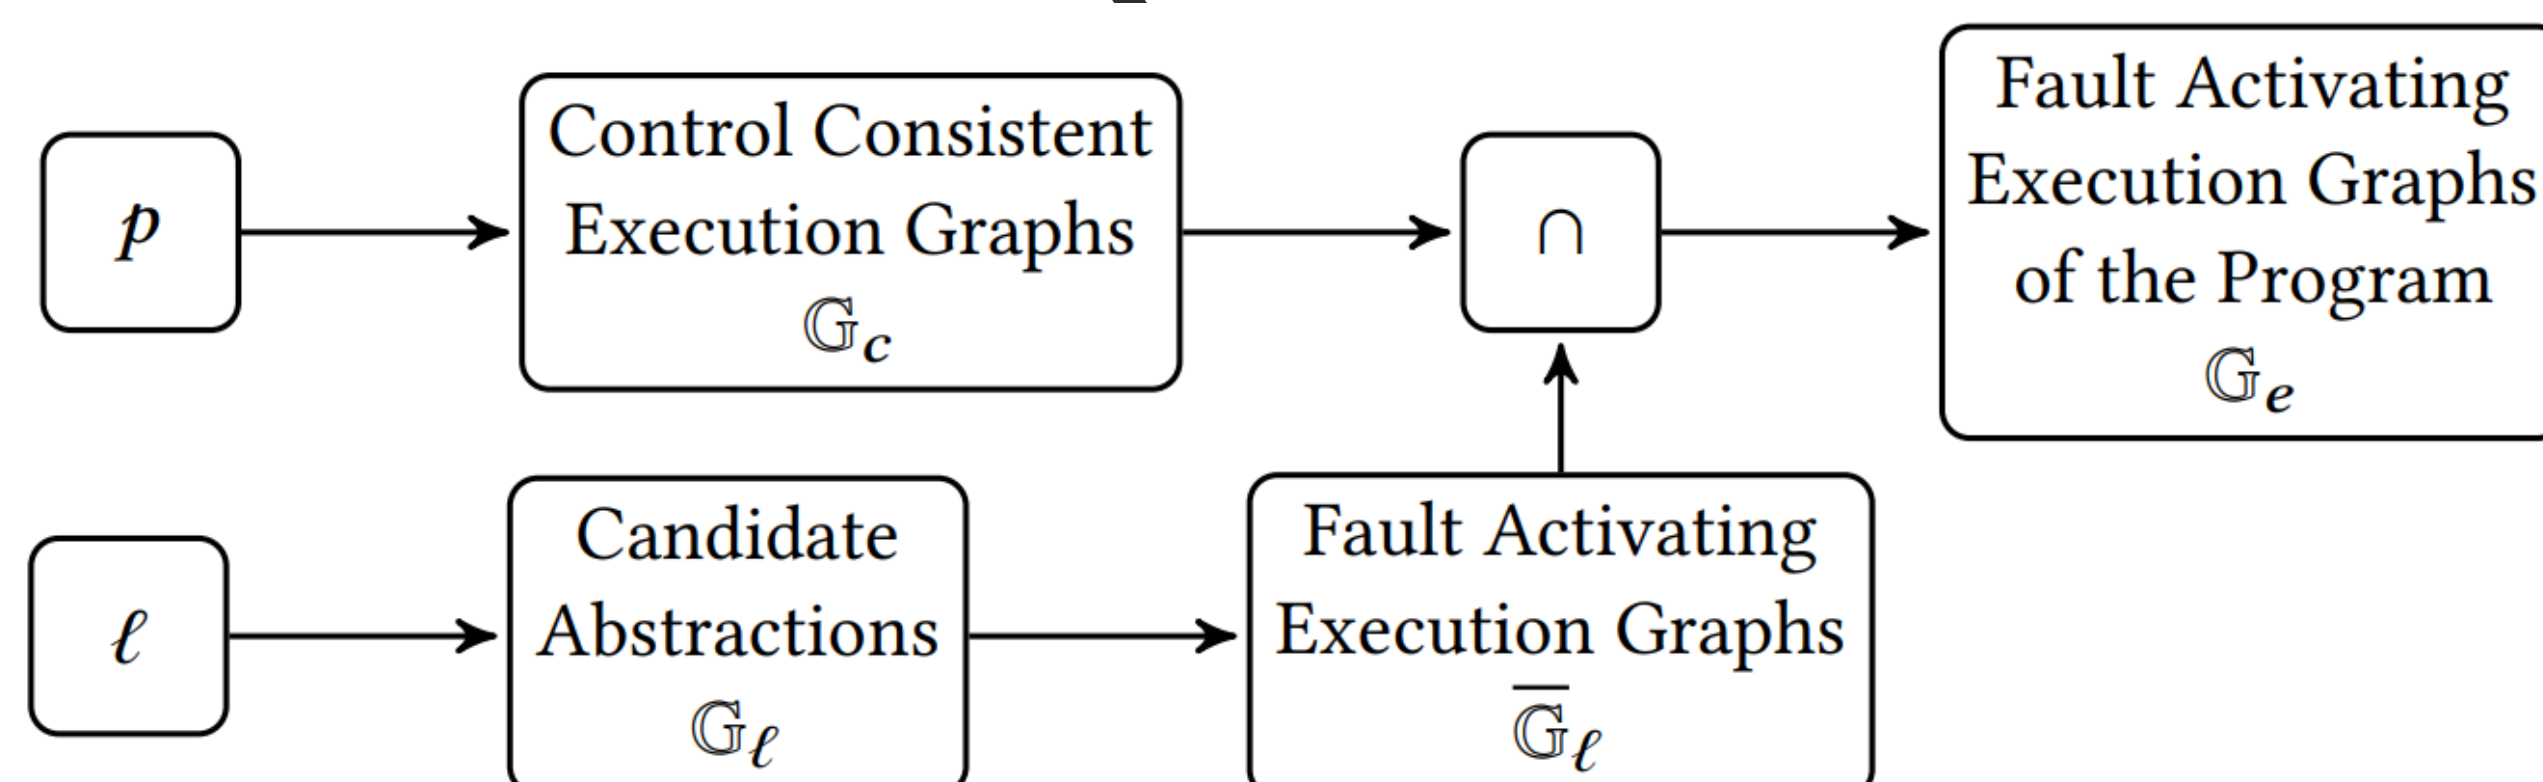 p
Control Consistent
Execution Graphs
𝔾c
∩
Fault Activating
Execution Graphs
of the Program
𝔾e
ℓ
Candidate
Abstractions
𝔾ℓ
Fault Activating
Execution Graphs
𝔾̅ℓ